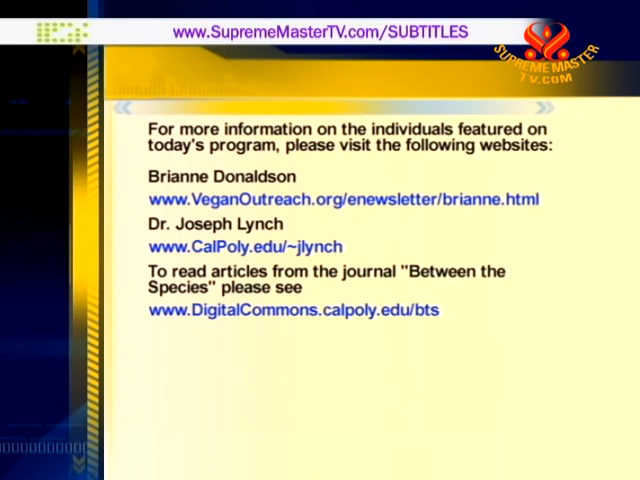 www.SupremeMasterTV.com/SUBTITLES
SUPREME MASTER
TV.COM
For more information on the individuals featured on
today's program, please visit the following websites:
Brianne Donaldson
www.VeganOutreach.org/enewsletter/brianne.html
Dr. Joseph Lynch
www.CalPoly.edu/~jlynch
To read articles from the journal "Between the
Species" please see
www.DigitalCommons.calpoly.edu/bts